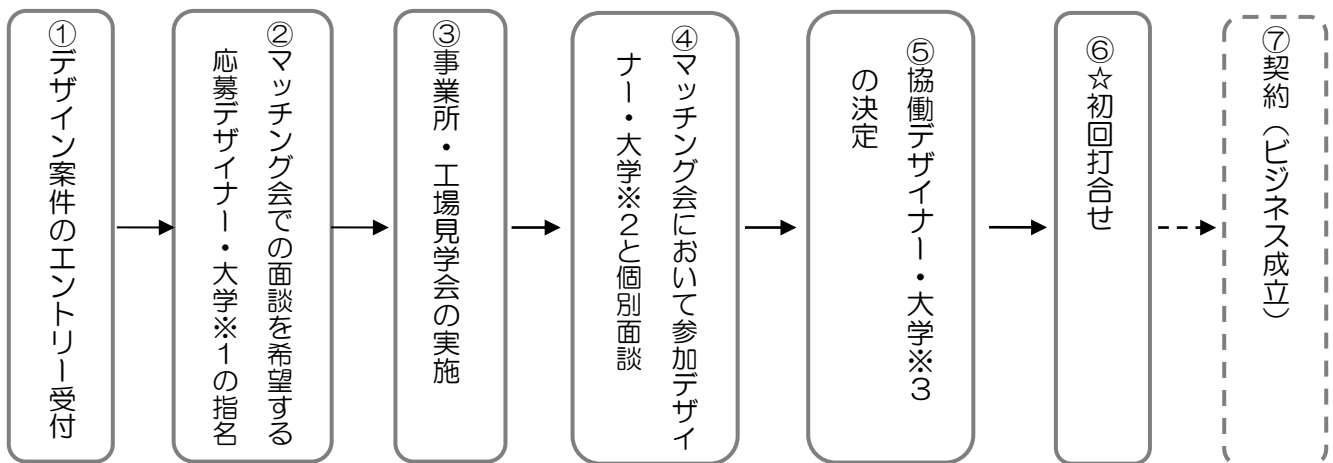 ①デザイン案件のエントリー受付
②マッチング会での面談を希望する
応募デザイナー・大学※1の指名
③事業所・工場見学会の実施
④マッチング会において参加デザイ
ナー・大学※2と個別面談
⑤協働デザイナー・大学※3
の決定
⑥☆初回打合せ
⑦契約（ビジネス成立）